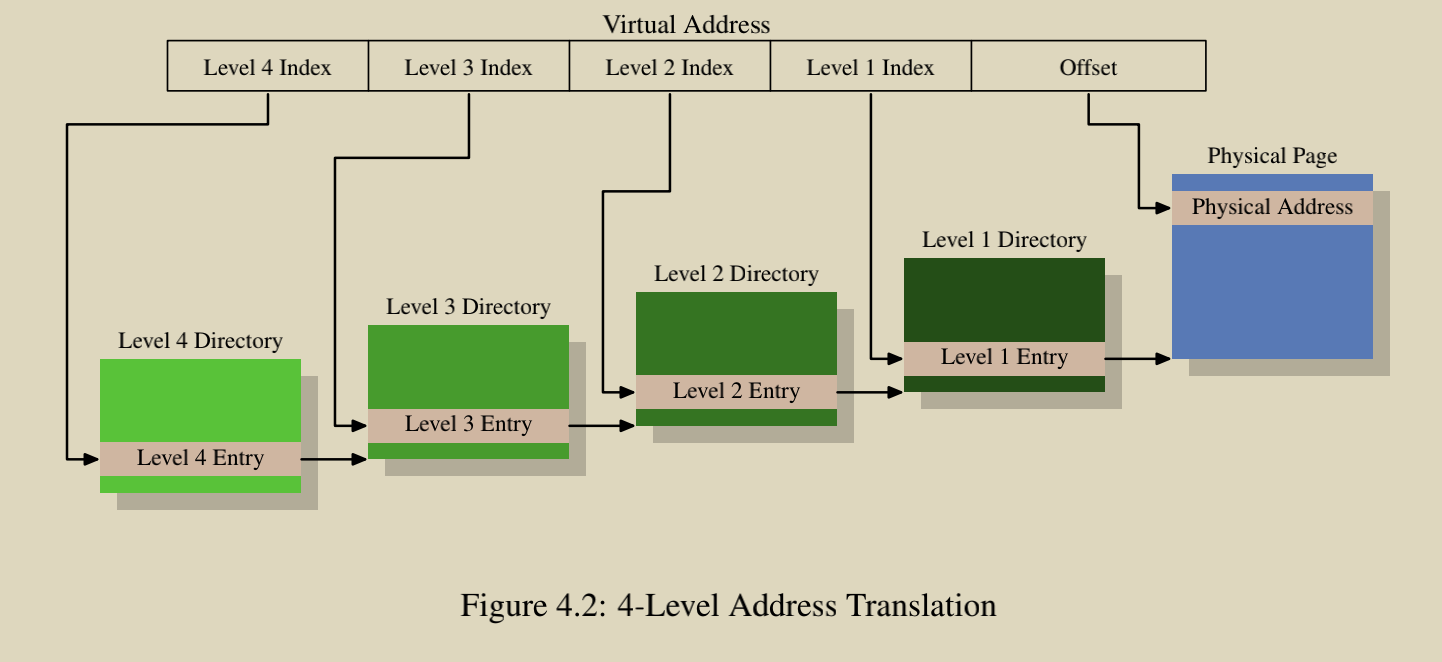 Virtual Address
Level 4 Index
Level 3 Index
Level 2 Index
Level 1 Index
Offset
Physical Page
Physical Address
Level 1 Directory
Level 2 Directory
Level 3 Directory
Level 4 Directory
Level 1 Entry
Level 2 Entry
Level 3 Entry
Level 4 Entry
Figure 4.2: 4-Level Address Translation